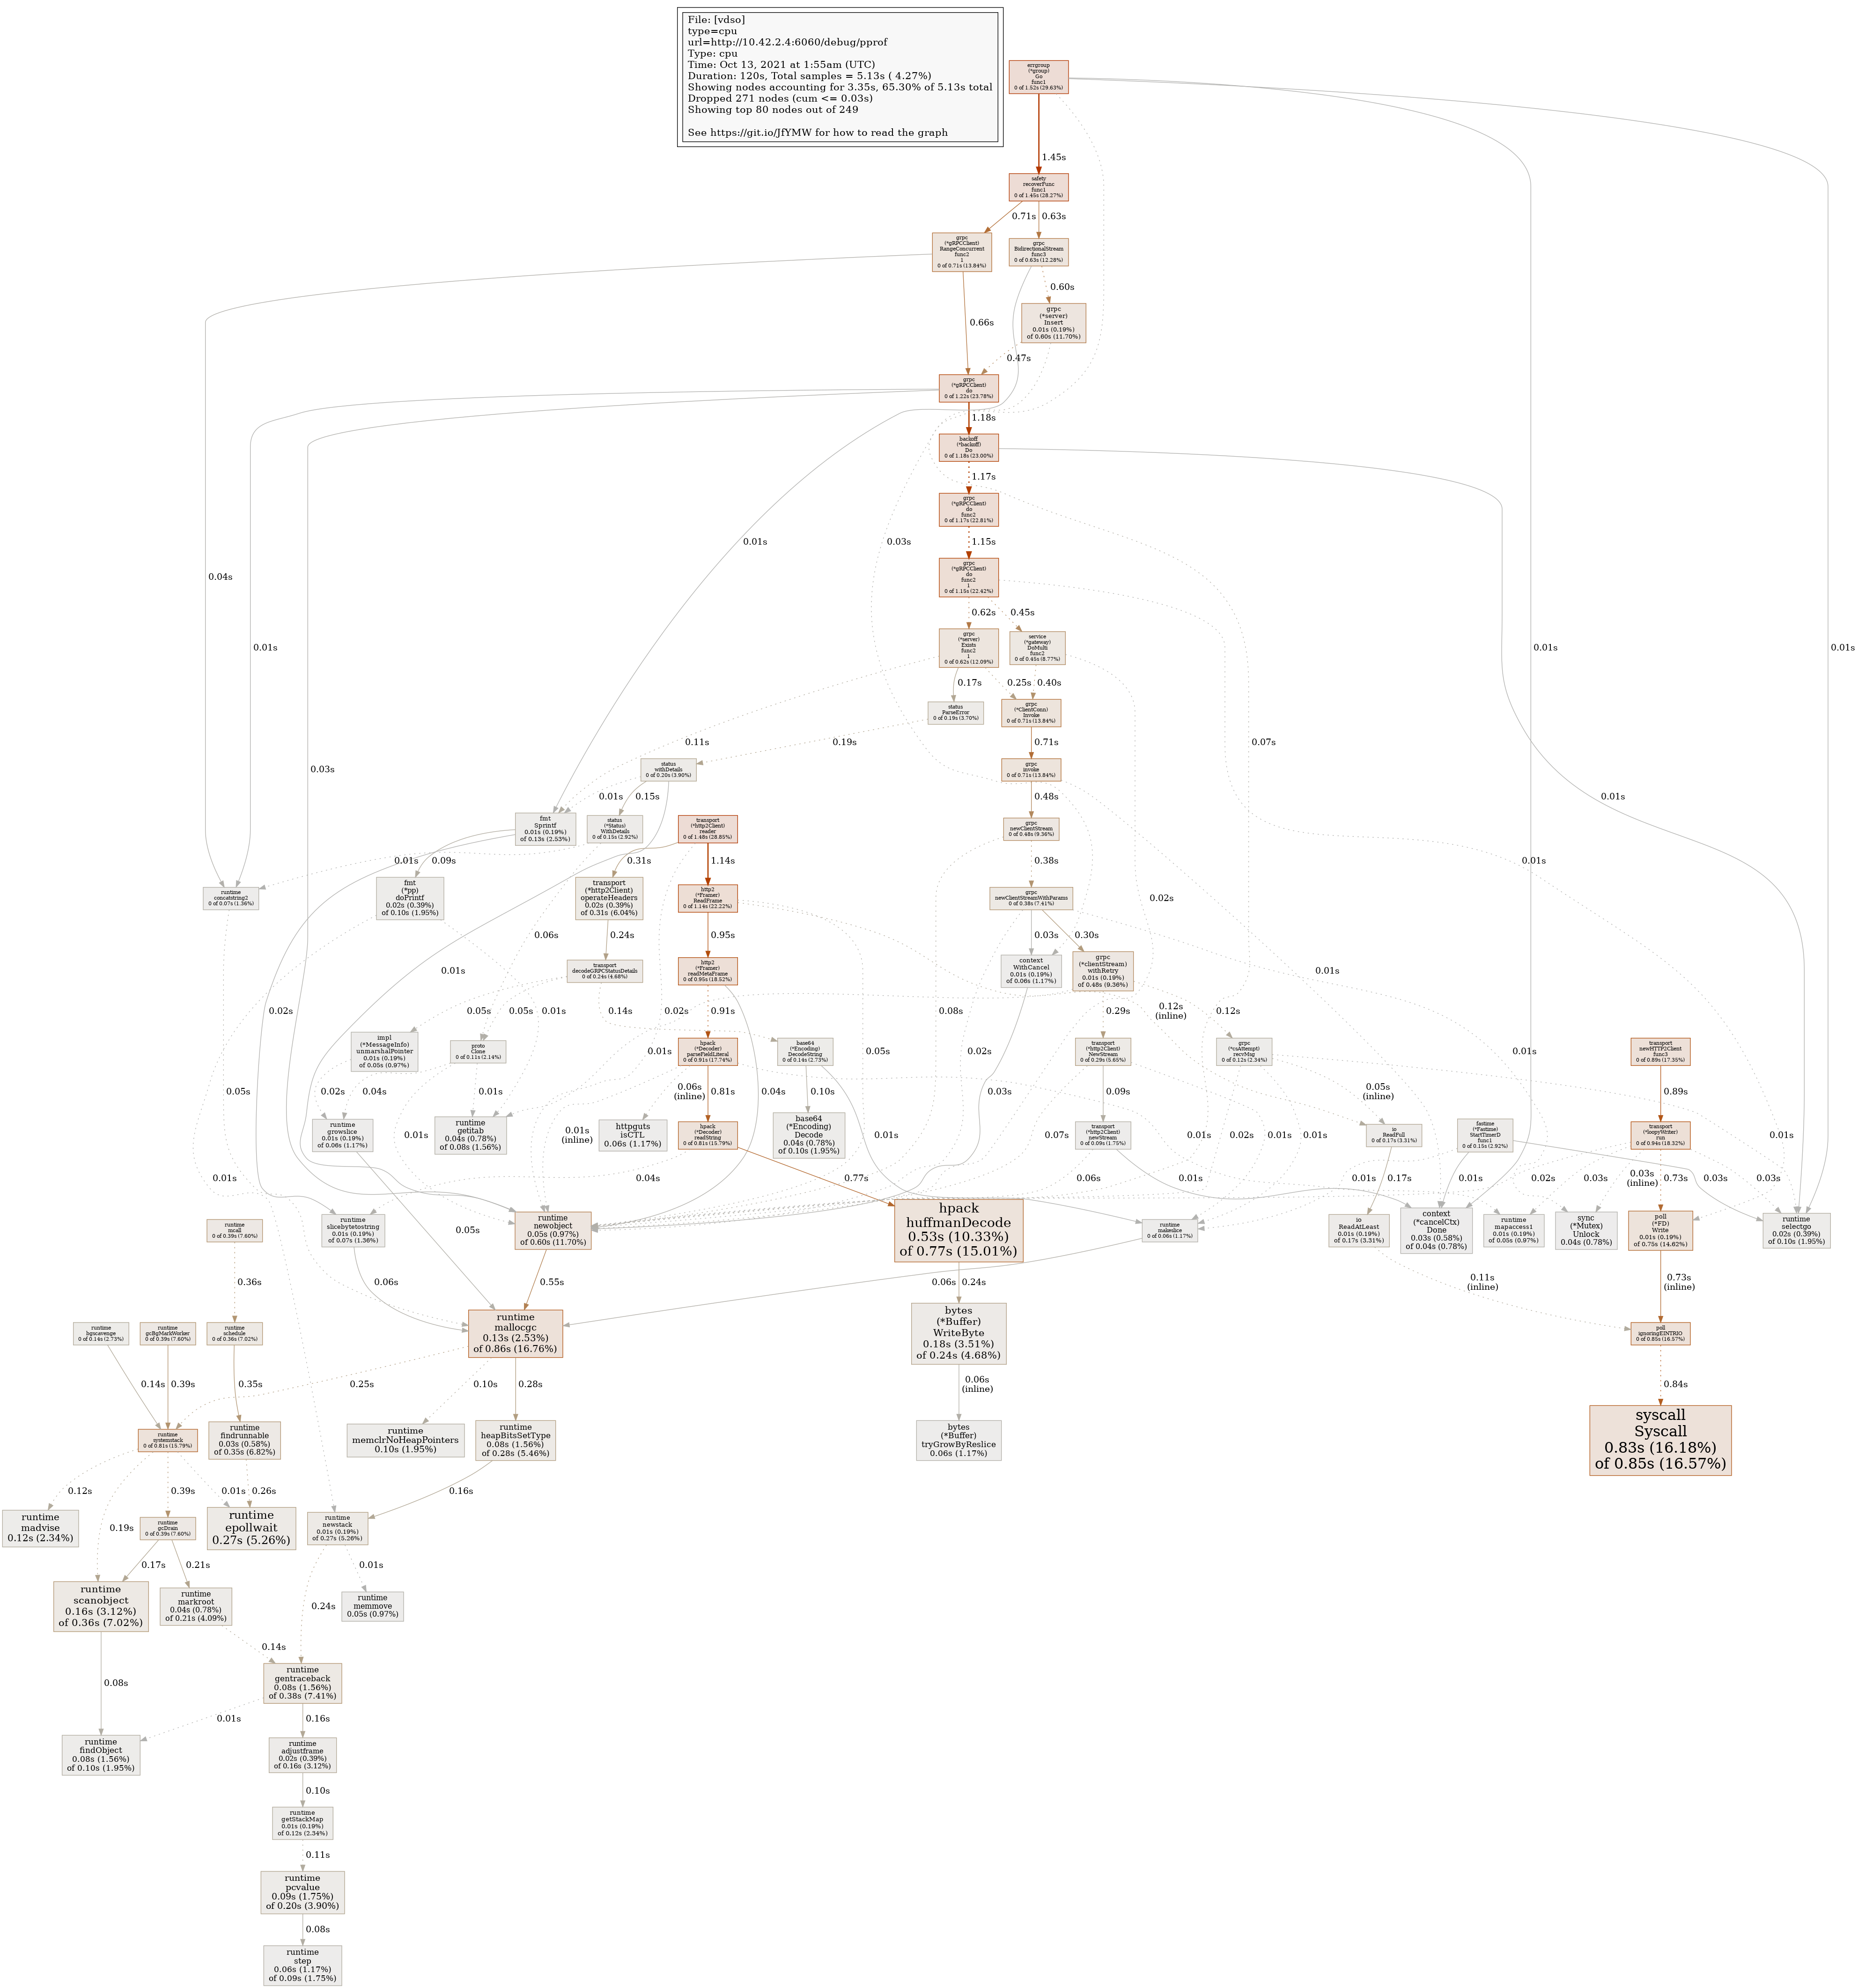 File: [vdso]
type=cpu
url=http://10.42.2.4:6060/debug/pprof
Type: cpu
Time: Oct 13, 2021 at 1:55am (UTC)
Duration: 120s, Total samples = 5.13s ( 4.27%)
Showing nodes accounting for 3.35s, 65.30% of 5.13s total
Dropped 271 nodes (cum <= 0.03s)
Showing top 80 nodes out of 249
See https://git.io/JfYMW for how to read the graph
errgroup
(*group)
Go
func1
0 of 1.52s (29.63%)
1.45s
safety
recoverFunc
func1
0 of 1.45s (28.27%)
0.71s
0.63s
grpc
(*gRPCClient)
RangeConcurrent
func2
1
0 of 0.71s (13.84%)
grpc
BidirectionalStream
func3
0 of 0.63s (12.28%)
0.60s
grpc
(*server)
Insert
0.01s (0.19%)
of 0.60s (11.70%)
0.66s
0.47s
grpc
(*gRPCClient)
do
0 of 1.22s (23.78%)
1.18s
backoff
(*backoff)
Do
0 of 1.18s (23.00%)
1.17s
grpc
(*gRPCClient)
do
func2
0 of 1.17s (22.81%)
0.01s
0.03s
1.15s
0.04s
grpc
(*gRPCClient)
do
func2
1
0 of 1.15s (22.42%)
0.62s
0.45s
grpc
(*server)
Exists
func2
1
0 of 0.62s (12.09%)
service
(*gateway)
DoMulti
func2
0 of 0.45s (8.77%)
0.01s
0.01s
0.01s
0.17s
0.25s
0.40s
status
ParseError
0 of 0.19s (3.70%)
grpc
(*ClientConn)
Invoke
0 of 0.71s (13.84%)
0.11s
0.19s
0.71s
0.07s
0.03s
status
withDetails
0 of 0.20s (3.90%)
grpc
invoke
0 of 0.71s (13.84%)
0.01s
0.15s
0.48s
0.01s
fmt
Sprintf
0.01s (0.19%)
of 0.13s (2.53%)
status
(*Status)
WithDetails
0 of 0.15s (2.92%)
transport
(*http2Client)
reader
0 of 1.48s (28.85%)
grpc
newClientStream
0 of 0.48s (9.36%)
0.01s
0.09s
0.31s
1.14s
0.38s
0.01s
runtime
concatstring2
0 of 0.07s (1.36%)
fmt
(*pp)
doPrintf
0.02s (0.39%)
of 0.10s (1.95%)
transport
(*http2Client)
operateHeaders
0.02s (0.39%)
of 0.31s (6.04%)
http2
(*Framer)
ReadFrame
0 of 1.14s (22.22%)
grpc
newClientStreamWithParams
0 of 0.38s (7.41%)
0.06s
0.24s
0.95s
0.03s
0.30s
0.02s
0.01s
transport
decodeGRPCStatusDetails
0 of 0.24s (4.68%)
http2
(*Framer)
readMetaFrame
0 of 0.95s (18.52%)
context
WithCancel
0.01s (0.19%)
of 0.06s (1.17%)
grpc
(*clientStream)
withRetry
0.01s (0.19%)
of 0.48s (9.36%)
0.01s
0.02s
0.05s
0.05s
0.14s
0.01s
0.02s
0.91s
0.08s
0.29s
0.12s
(inline)
0.12s
0.01s
impl
(*MessageInfo)
unmarshalPointer
0.01s (0.19%)
of 0.05s (0.97%)
proto
Clone
0 of 0.11s (2.14%)
hpack
(*Decoder)
parseFieldLiteral
0 of 0.91s (17.74%)
base64
(*Encoding)
DecodeString
0 of 0.14s (2.73%)
transport
(*http2Client)
NewStream
0 of 0.29s (5.65%)
grpc
(*csAttempt)
recvMsg
0 of 0.12s (2.34%)
transport
newHTTP2Client
func3
0 of 0.89s (17.35%)
0.01s
0.05s
0.02s
0.05s
0.02s
0.04s
0.01s
0.06s
(inline)
0.81s
0.04s
0.10s
0.03s
0.09s
0.05s
(inline)
0.89s
runtime
growslice
0.01s (0.19%)
of 0.06s (1.17%)
runtime
getitab
0.04s (0.78%)
of 0.08s (1.56%)
httpguts
isCTL
0.06s (1.17%)
hpack
(*Decoder)
readString
0 of 0.81s (15.79%)
base64
(*Encoding)
Decode
0.04s (0.78%)
of 0.10s (1.95%)
transport
(*http2Client)
newStream
0 of 0.09s (1.75%)
io
ReadFull
0 of 0.17s (3.31%)
fastime
(*Fastime)
StartTimerD
func1
0 of 0.15s (2.92%)
transport
(*loopyWriter)
run
0 of 0.94s (18.32%)
0.01s
0.01s
0.01s
(inline)
0.04s
0.77s
0.01s
0.07s
0.06s
0.01s
0.02s
0.01s
0.01s
0.01s
0.01s
0.17s
0.01s
0.03s
0.02s
0.03s
0.03s
(inline)
0.73s
0.03s
0.01s
runtime
mcall
0 of 0.39s (7.60%)
runtime
slicebytetostring
0.01s (0.19%)
of 0.07s (1.36%)
runtime
newobject
0.05s (0.97%)
of 0.60s (11.70%)
hpack
huffmanDecode
0.53s (10.33%)
of 0.77s (15.01%)
runtime
makeslice
0 of 0.06s (1.17%)
io
ReadAtLeast
0.01s (0.19%)
of 0.17s (3.31%)
context
(*cancelCtx)
Done
0.03s (0.58%)
of 0.04s (0.78%)
runtime
mapaccess1
0.01s (0.19%)
of 0.05s (0.97%)
sync
(*Mutex)
Unlock
0.04s (0.78%)
poll
(*FD)
Write
0.01s (0.19%)
of 0.75s (14.62%)
runtime
selectgo
0.02s (0.39%)
of 0.10s (1.95%)
0.36s
0.06s
0.05s
0.55s
0.06s
0.24s
0.11s
(inline)
0.73s
(inline)
runtime
bgscavenge
0 of 0.14s (2.73%)
runtime
gcBgMarkWorker
0 of 0.39s (7.60%)
runtime
schedule
0 of 0.36s (7.02%)
runtime
mallocgc
0.13s (2.53%)
of 0.86s (16.76%)
bytes
(*Buffer)
WriteByte
0.18s (3.51%)
of 0.24s (4.68%)
poll
ignoringEINTRIO
0 of 0.85s (16.57%)
0.14s
0.39s
0.35s
0.25s
0.10s
0.28s
0.06s
(inline)
0.84s
runtime
systemstack
0 of 0.81s (15.79%)
runtime
findrunnable
0.03s (0.58%)
of 0.35s (6.82%)
runtime
memclrNoHeapPointers
0.10s (1.95%)
runtime
heapBitsSetType
0.08s (1.56%)
of 0.28s (5.46%)
bytes
(*Buffer)
tryGrowByReslice
0.06s (1.17%)
syscall
Syscall
0.83s (16.18%)
of 0.85s (16.57%)
0.12s
0.19s
0.39s
0.01s
0.26s
0.16s
runtime
madvise
0.12s (2.34%)
runtime
gcDrain
0 of 0.39s (7.60%)
runtime
epollwait
0.27s (5.26%)
runtime
newstack
0.01s (0.19%)
of 0.27s (5.26%)
0.17s
0.21s
0.24s
0.01s
runtime
scanobject
0.16s (3.12%)
of 0.36s (7.02%)
runtime
markroot
0.04s (0.78%)
of 0.21s (4.09%)
runtime
memmove
0.05s (0.97%)
0.14s
0.08s
runtime
gentraceback
0.08s (1.56%)
of 0.38s (7.41%)
0.01s
0.16s
runtime
findObject
0.08s (1.56%)
of 0.10s (1.95%)
runtime
adjustframe
0.02s (0.39%)
of 0.16s (3.12%)
0.10s
runtime
getStackMap
0.01s (0.19%)
of 0.12s (2.34%)
0.11s
runtime
pcvalue
0.09s (1.75%)
of 0.20s (3.90%)
0.08s
runtime
step
0.06s (1.17%)
of 0.09s (1.75%)